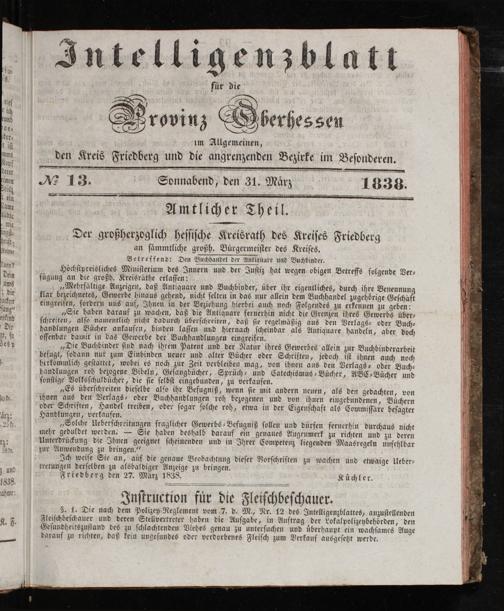 Intelligenzblatt
für die
Provinz Oberhessen
im Allgemeinen,
den Kreis Friedberg und die angrenzenden Bezirke im Besonderen.
№ 13. Sonnabend, den 31. März 1838.
Amtlicher Theil.
Der großherzoglich hessische Kreisrath des Kreises Friedberg
an sämmtliche großh. Bürgermeister des Kreises.
Betreffend: Den Buchhandel der Antiquare und Buchbinder.
Höchstpreisliches Ministerium des Innern und der Justiz hat wegen obigen Betreffs folgende Ver-
fügung an die großh. Kreisräthe erlassen:
„Mehrfältige Anzeigen, daß Antiquare und Buchbinder, über ihr eigentliches, durch ihre Benennung
klar bezeichnetes, Gewerbe hinaus gehend, nicht selten in das nur allein dem Buchhandel zugehörige Geschäft
eingreifen, fordern uns auf, Ihnen in der Beziehung hierbei auch noch Folgendes zu erkennen zu geben:
„Sie haben darauf zu wachen, daß die Antiquare fernerhin nicht die Grenzen ihres Gewerbs über-
schreiten, also namentlich nicht dadurch überschreiten, daß sie regelmäßig aus den Verlags- oder Buch-
handlungen Bücher ankaufen, binden lassen und hiernach scheinbar als Antiquare handeln, aber doch
offenbar damit in das Gewerbe der Buchhandlungen eingreifen.
„Die Buchbinder sind nach ihrem Patent und der Natur ihres Gewerbes allein zur Buchbinderarbeit
befugt, sodann nur zum Einbinden neuer und alter Bücher oder Schriften, jedoch ist ihnen auch noch
herkömmlich gestattet, wobei es noch zur Zeit verbleiben mag, von ihnen aus den Verlags- oder Buch-
handlungen roh bezogene Bibeln, Gesangbücher, Spruch- und Catechismus-Bücher, ABC-Bücher und
sonstige Volksschulbücher, die sie selbst eingebunden, zu verkaufen.
„Es überschreiten dieselbe also ihr Befugniß, wenn sie mit andern neuen, als den gedachten, von
ihnen aus den Verlags- oder Buchhandlungen roh bezogenen und von ihnen eingebundenen, Büchern
oder Schriften, Handel treiben, oder sogar solche roh, etwa in der Eigenschaft als Commissäre besagter
Handlungen, verkaufen.
„Solche Ueberschreitungen fraglicher Gewerbs-Befugniß sollen und dürfen fernerhin durchaus nicht
mehr geduldet werden. — Sie haben deshalb darauf ein genaues Augenmerk zu richten und zu deren
Unterdrückung die Ihnen geeignet scheinenden und in Ihrer Competenz liegenden Maasregeln unfehlbar
zur Anwendung zu bringen.“
Ich weise Sie an, auf die genaue Beobachtung dieser Vorschriften zu wachen und etwaige Ueber-
tretungen derselben zu alsbaldiger Anzeige zu bringen.
Friedberg den 27. März 1838. Küchler.
Instruction für die Fleischbeschauer.
§. 1. Die nach dem Polizey-Reglement vom 7. d. M., Nr. 12 des Intelligenzblattes, anzustellenden
Fleischbeschauer und deren Stellvertreter haben die Aufgabe, in Auftrag der Lokalpolizeibehörden, den
Gesundheitszustand des zu schlachtenden Viehes genau zu untersuchen und überhaupt ein wachsames Auge
darauf zu richten, daß kein ungesundes oder verdorbenes Fleisch zum Verkauf ausgesetzt werde.